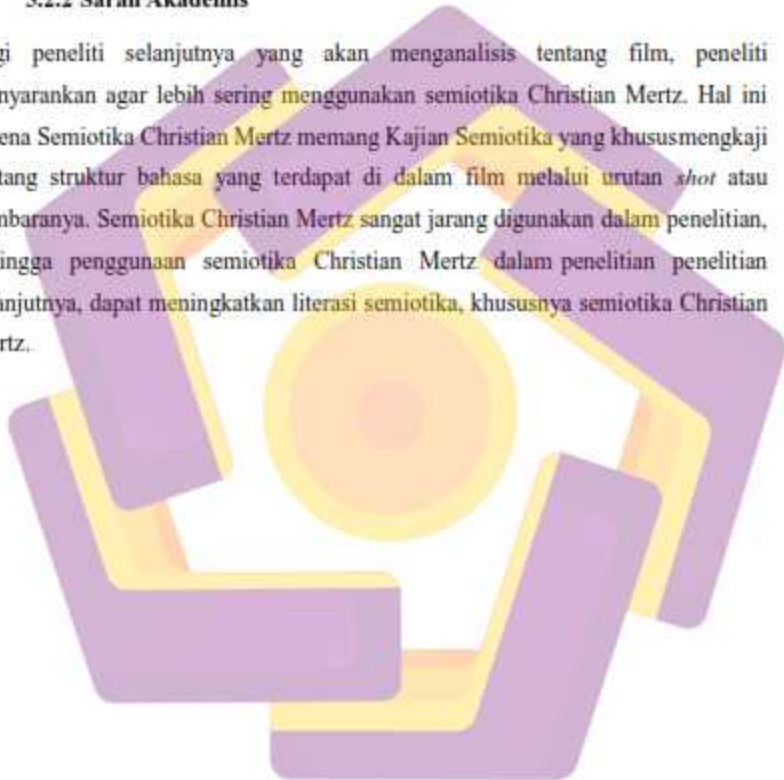 5.2.2 Saran Akademis
gi peneliti selanjutnya yang akan menganalisis tentang film, peneliti
nyarankan agar lebih sering menggunakan semiotika Christian Mertz. Hal ini
ena Semiotika Christian Mertz memang Kajian Semiotika yang khususmengkaji
tang struktur bahasa yang terdapat di dalam film melalui urutan shot atau
mbaranya. Semiotika Christian Mertz sangat jarang digunakan dalam penelitian,
ingga penggunaan semiotika Christian Mertz dalam penelitian penelitian
anjutnya, dapat meningkatkan literasi semiotika, khususnya semiotika Christian
rtz.